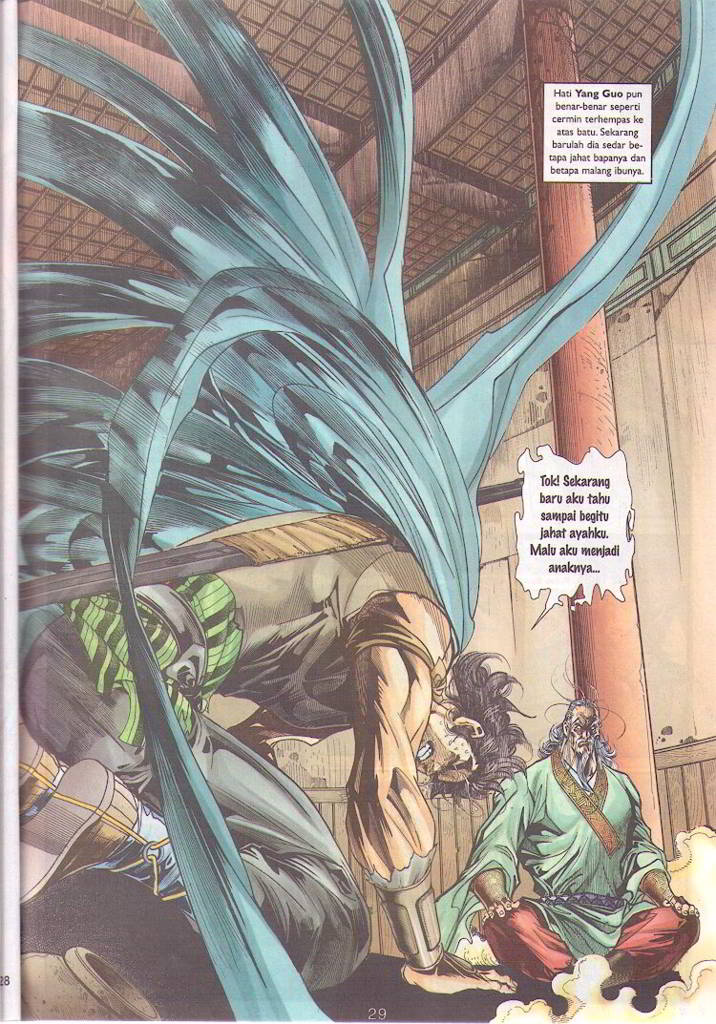 Hati Yang Guo pun
benar-benar seperti
cermin terhempas ke
atas batu. Sekarang
barulah dia sedar be-
tapa jahat bapanya dan
betapa malang ibunya.
Tok! Sekarang
baru aku tahu
sampai begitu
jahat ayahku.
Malu aku menjadi
anaknya...
28
29